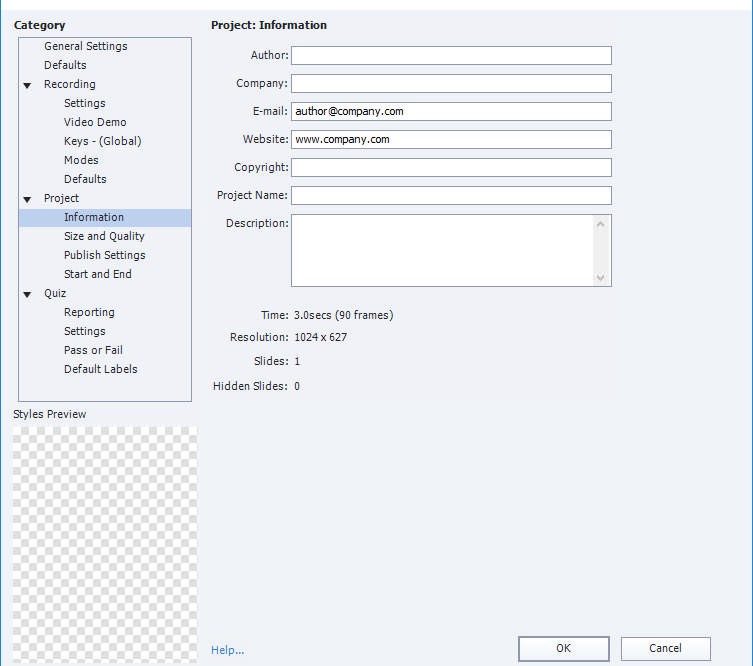 Category
General Settings
Defaults
Recording
Settings
Video Demo
Keys - (Global)
Modes
Defaults
Project
Information
Size and Quality
Publish Settings
Start and End
Quiz
Reporting
Settings
Pass or Fail
Default Labels
Styles Preview
Project: Information
Author:
Company:
E-mail: author@company.com
Website: www.company.com
Copyright:
Project Name:
Description:
Time: 3.0secs (90 frames)
Resolution: 1024 x 627
Slides: 1
Hidden Slides: 0
Help...
OK
Cancel